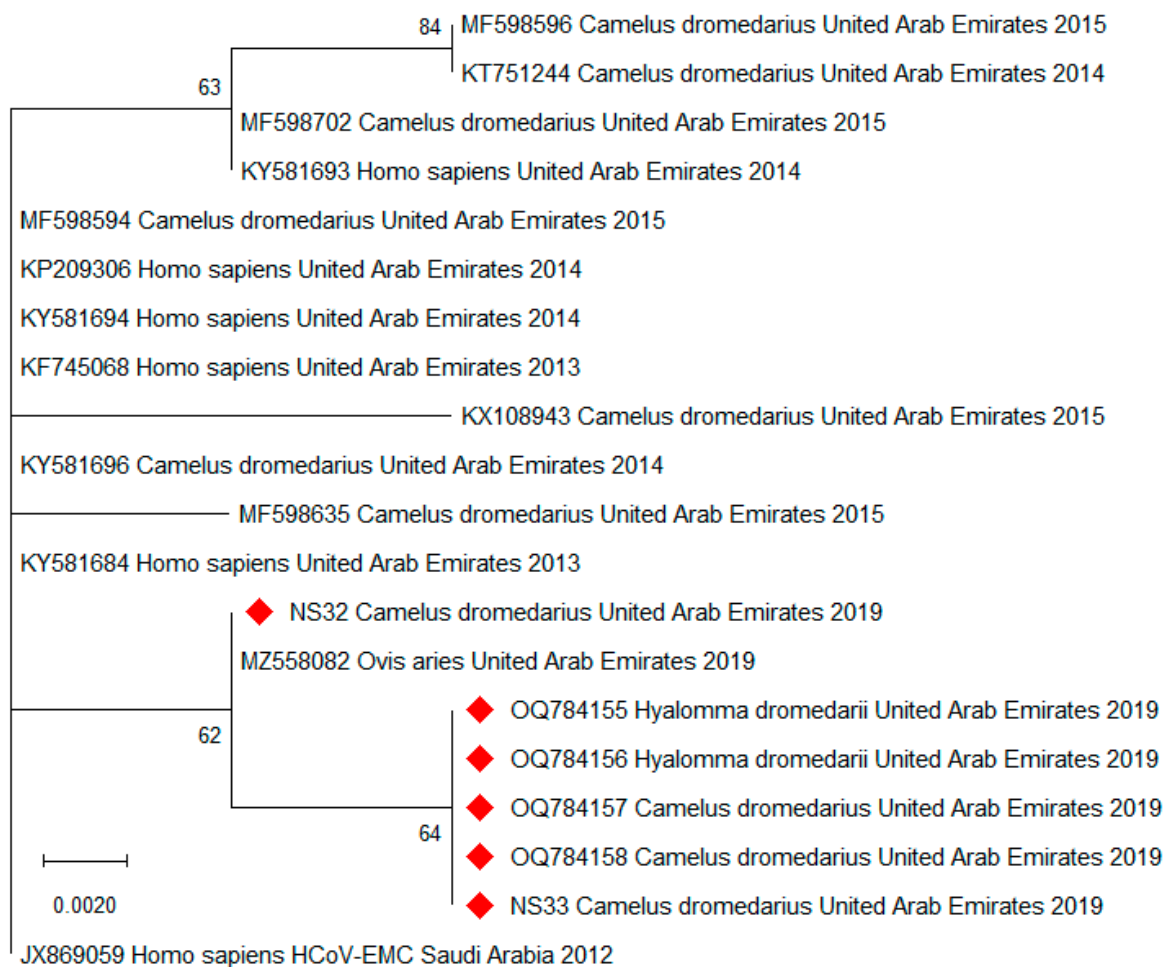 84
MF598596 Camelus dromedarius United Arab Emirates 2015
KT751244 Camelus dromedarius United Arab Emirates 2014
63
MF598702 Camelus dromedarius United Arab Emirates 2015
KY581693 Homo sapiens United Arab Emirates 2014
MF598594 Camelus dromedarius United Arab Emirates 2015
KP209306 Homo sapiens United Arab Emirates 2014
KY581694 Homo sapiens United Arab Emirates 2014
KF745068 Homo sapiens United Arab Emirates 2013
KX108943 Camelus dromedarius United Arab Emirates 2015
KY581696 Camelus dromedarius United Arab Emirates 2014
MF598635 Camelus dromedarius United Arab Emirates 2015
KY581684 Homo sapiens United Arab Emirates 2013
NS32 Camelus dromedarius United Arab Emirates 2019
MZ558082 Ovis aries United Arab Emirates 2019
OQ784155 Hyalomma dromedarii United Arab Emirates 2019
62
OQ784156 Hyalomma dromedarii United Arab Emirates 2019
OQ784157 Camelus dromedarius United Arab Emirates 2019
64
OQ784158 Camelus dromedarius United Arab Emirates 2019
NS33 Camelus dromedarius United Arab Emirates 2019
0.0020
JX869059 Homo sapiens HCoV-EMC Saudi Arabia 2012